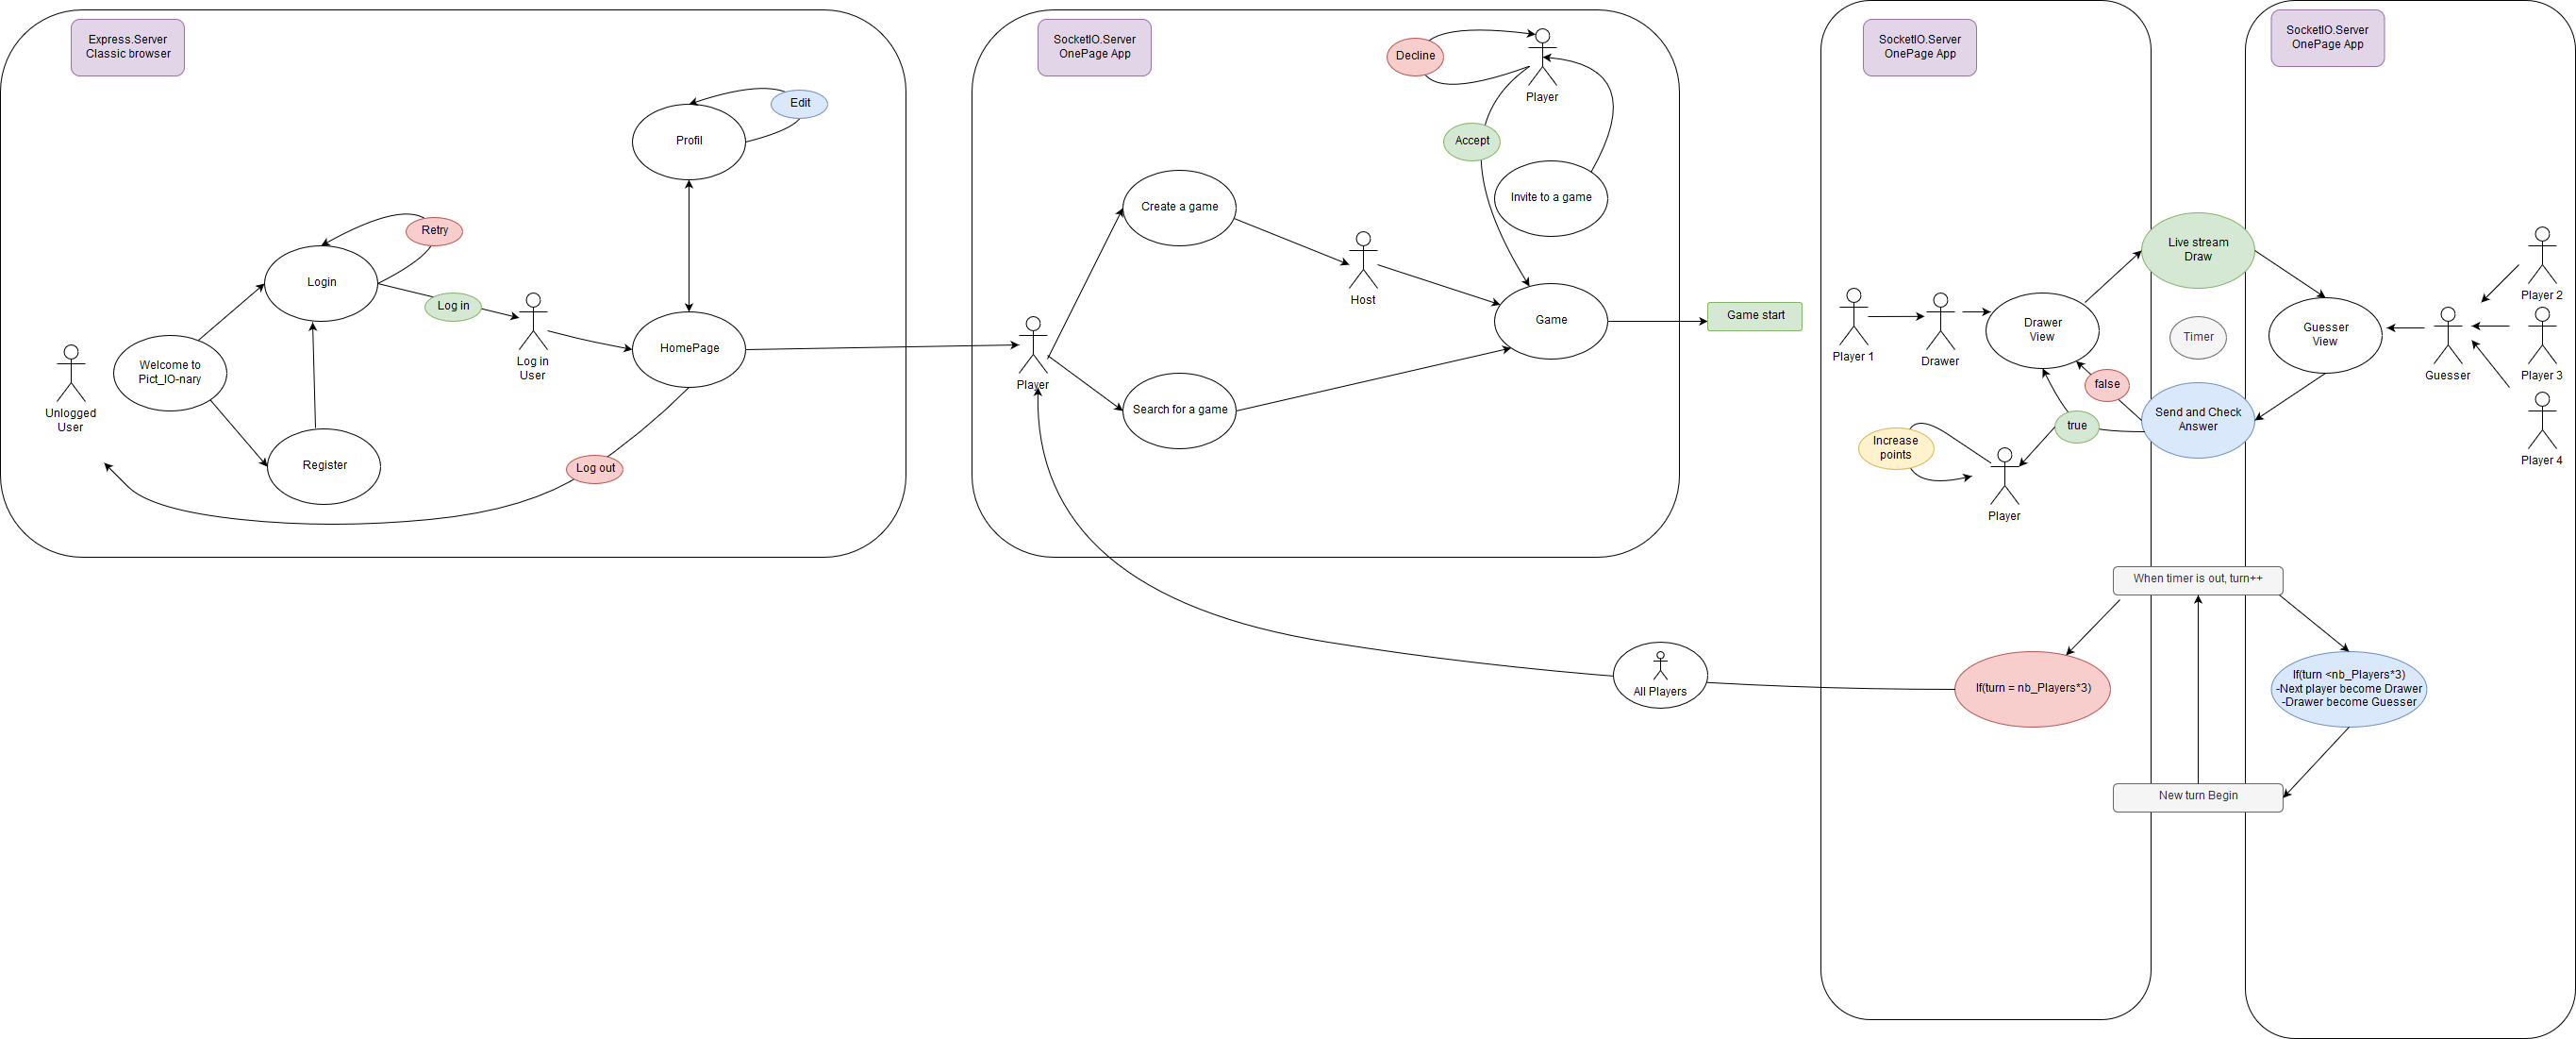 Express.Server
Classic browser
Edit
Profil
Retry
Login
Log in
Log in
User
HomePage
Welcome to
Pict_IO-nary
Unlogged
User
Register
Log out
SocketIO.Server
OnePage App
Decline
Player
Accept
Invite to a game
Create a game
Host
Game
Game start
Player
Search for a game
All Players
SocketIO.Server
OnePage App
Player 1
Drawer
Drawer
View
Live stream
Draw
Timer
false
true
Send and Check
Answer
Increase
points
Player
SocketIO.Server
OnePage App
Guesser
View
Guesser
Player 2
Player 3
Player 4
When timer is out, turn++
If(turn = nb_Players*3)
If(turn <nb_Players*3)
-Next player become Drawer
-Drawer become Guesser
New turn Begin